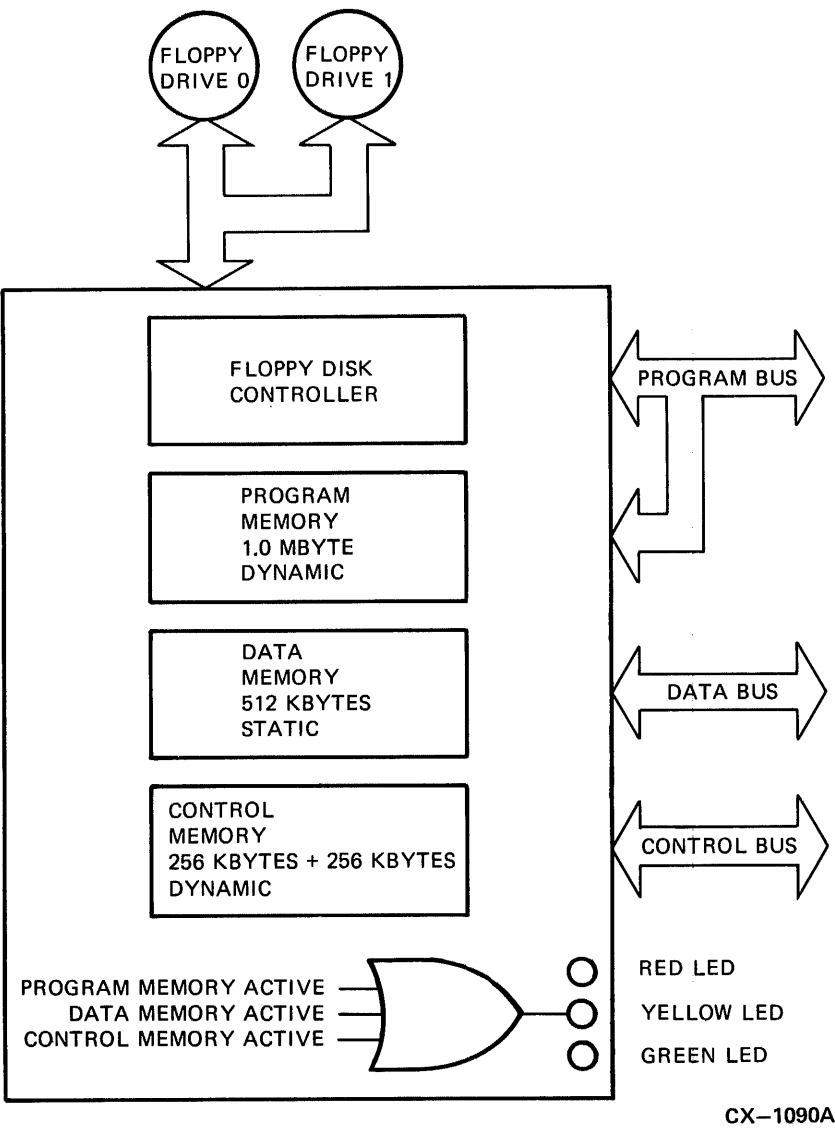 FLOPPY
DRIVE 0
FLOPPY
DRIVE 1
FLOPPY DISK
CONTROLLER
PROGRAM BUS
PROGRAM
MEMORY
1.0 MBYTE
DYNAMIC
DATA
MEMORY
512 KBYTES
STATIC
DATA BUS
CONTROL
MEMORY
256 KBYTES + 256 KBYTES
DYNAMIC
CONTROL BUS
PROGRAM MEMORY ACTIVE
DATA MEMORY ACTIVE
CONTROL MEMORY ACTIVE
RED LED
YELLOW LED
GREEN LED
CX–1090A